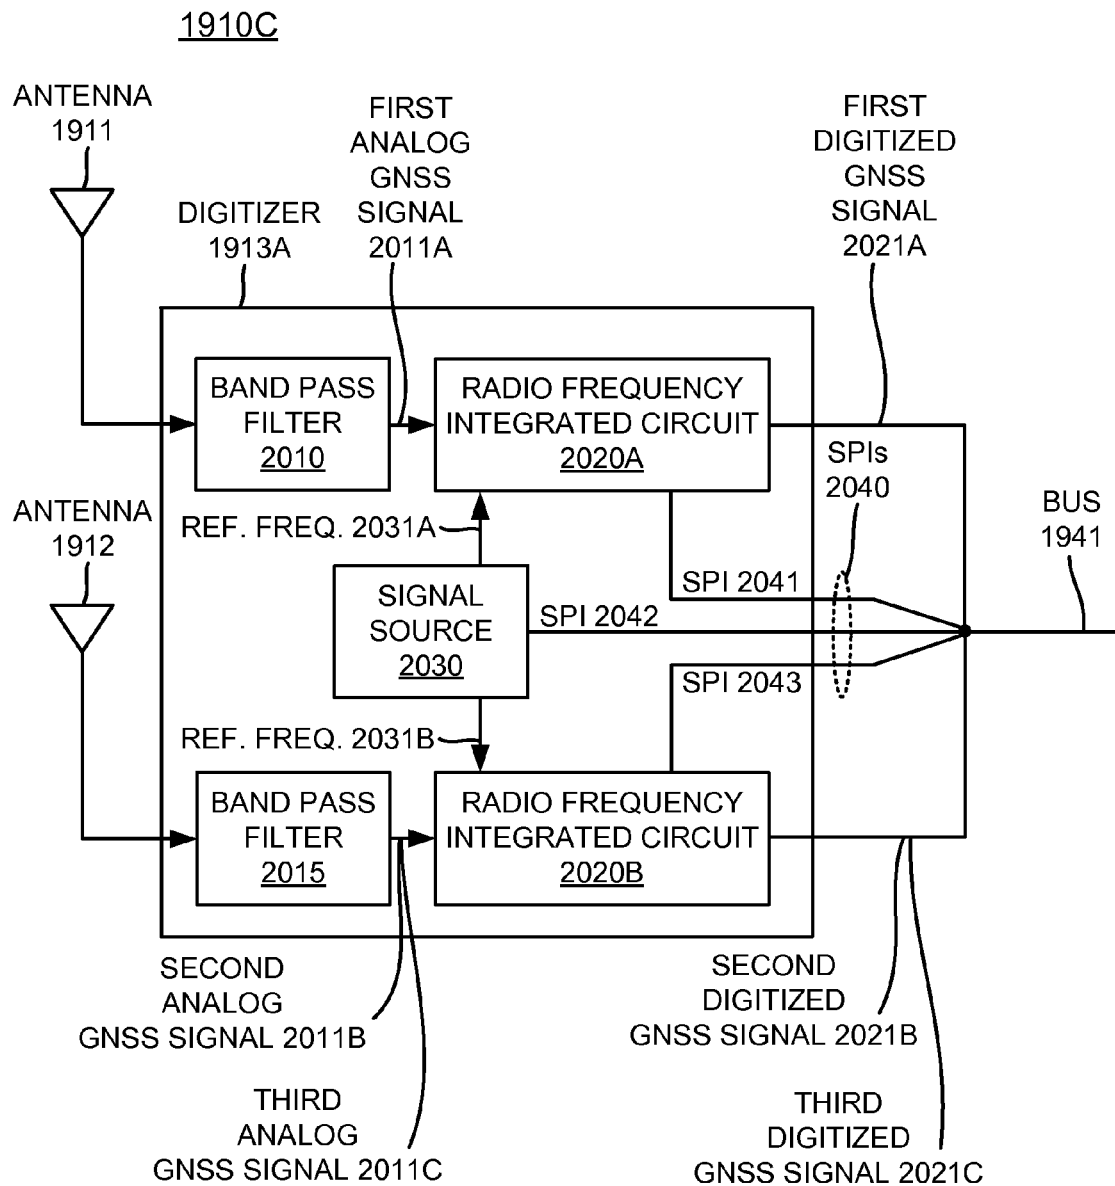 1910C
ANTENNA
1911
FIRST
ANALOG
GNSS
SIGNAL
2011A
FIRST
DIGITIZED
GNSS
SIGNAL
2021A
DIGITIZER
1913A
BAND PASS
FILTER
2010
RADIO FREQUENCY
INTEGRATED CIRCUIT
2020A
SPIs
2040
ANTENNA
1912
REF. FREQ. 2031A
BUS
1941
SIGNAL
SOURCE
2030
SPI 2041
SPI 2042
SPI 2043
REF. FREQ. 2031B
BAND PASS
FILTER
2015
RADIO FREQUENCY
INTEGRATED CIRCUIT
2020B
SECOND
ANALOG
GNSS SIGNAL 2011B
SECOND
DIGITIZED
GNSS SIGNAL 2021B
THIRD
ANALOG
GNSS SIGNAL 2011C
THIRD
DIGITIZED
GNSS SIGNAL 2021C